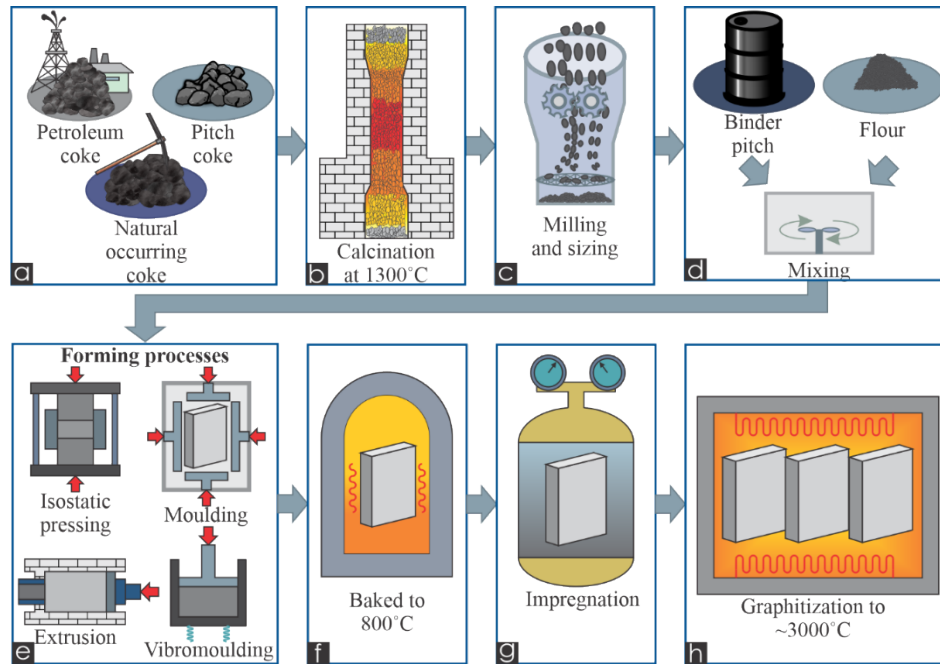 Petroleum
coke
Pitch
coke
Natural
occurring
coke
a
Calcination
at 1300°C
b
Milling
and sizing
c
Binder
pitch
Flour
Mixing
d
Forming processes
Isostatic
pressing
Moulding
Extrusion
Vibromoulding
e
Baked to
800°C
f
Impregnation
g
Graphitization to
~3000°C
h